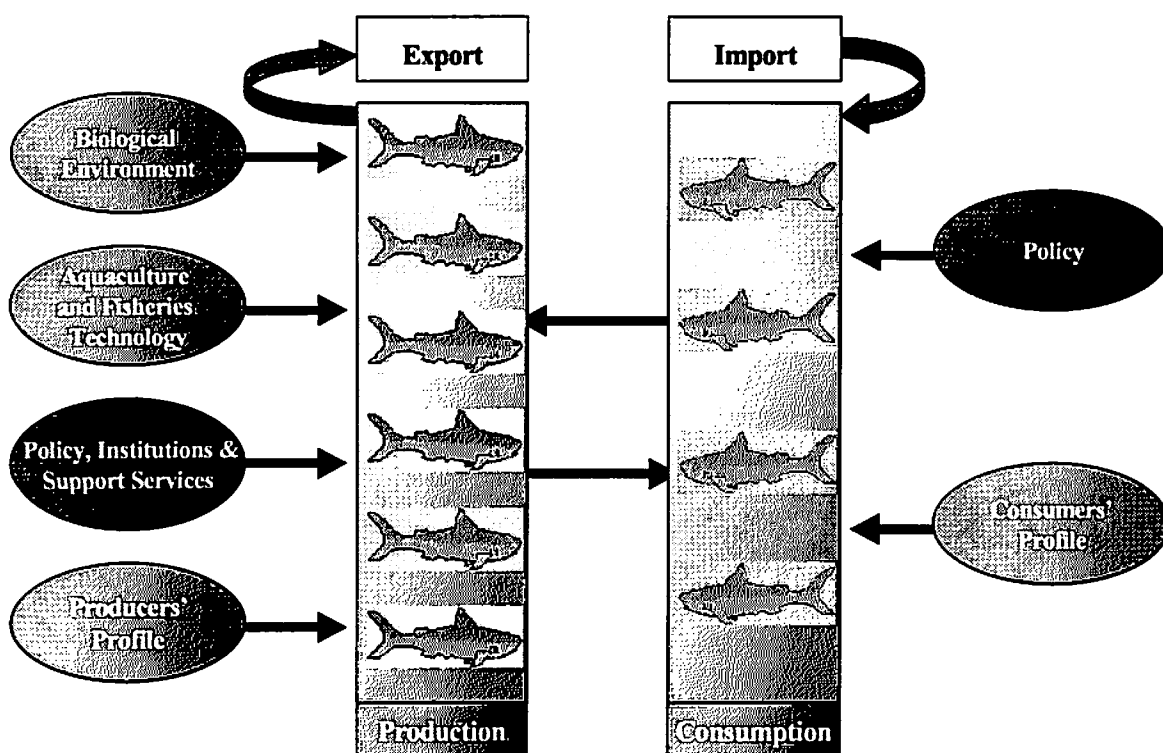 Export
Import
Biological
Environment
Aquaculture
and Fisheries
Technology
Policy
Policy, Institutions &
Support Services
Consumers'
Profile
Producers'
Profile
Production
Consumption